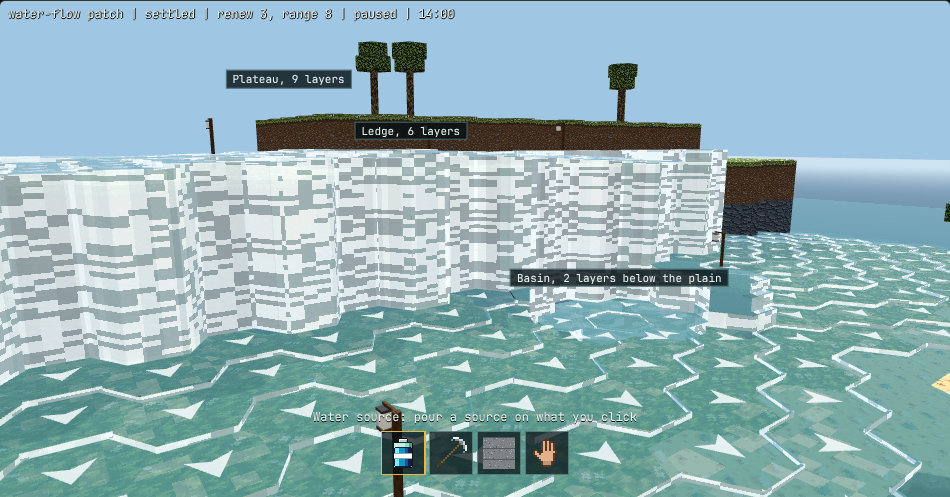 water-flow patch | settled | renew 3, range 8 | paused | 14:00
Plateau, 9 layers
Ledge, 6 layers
Basin, 2 layers below the plain
Water source: pour a source on what you click